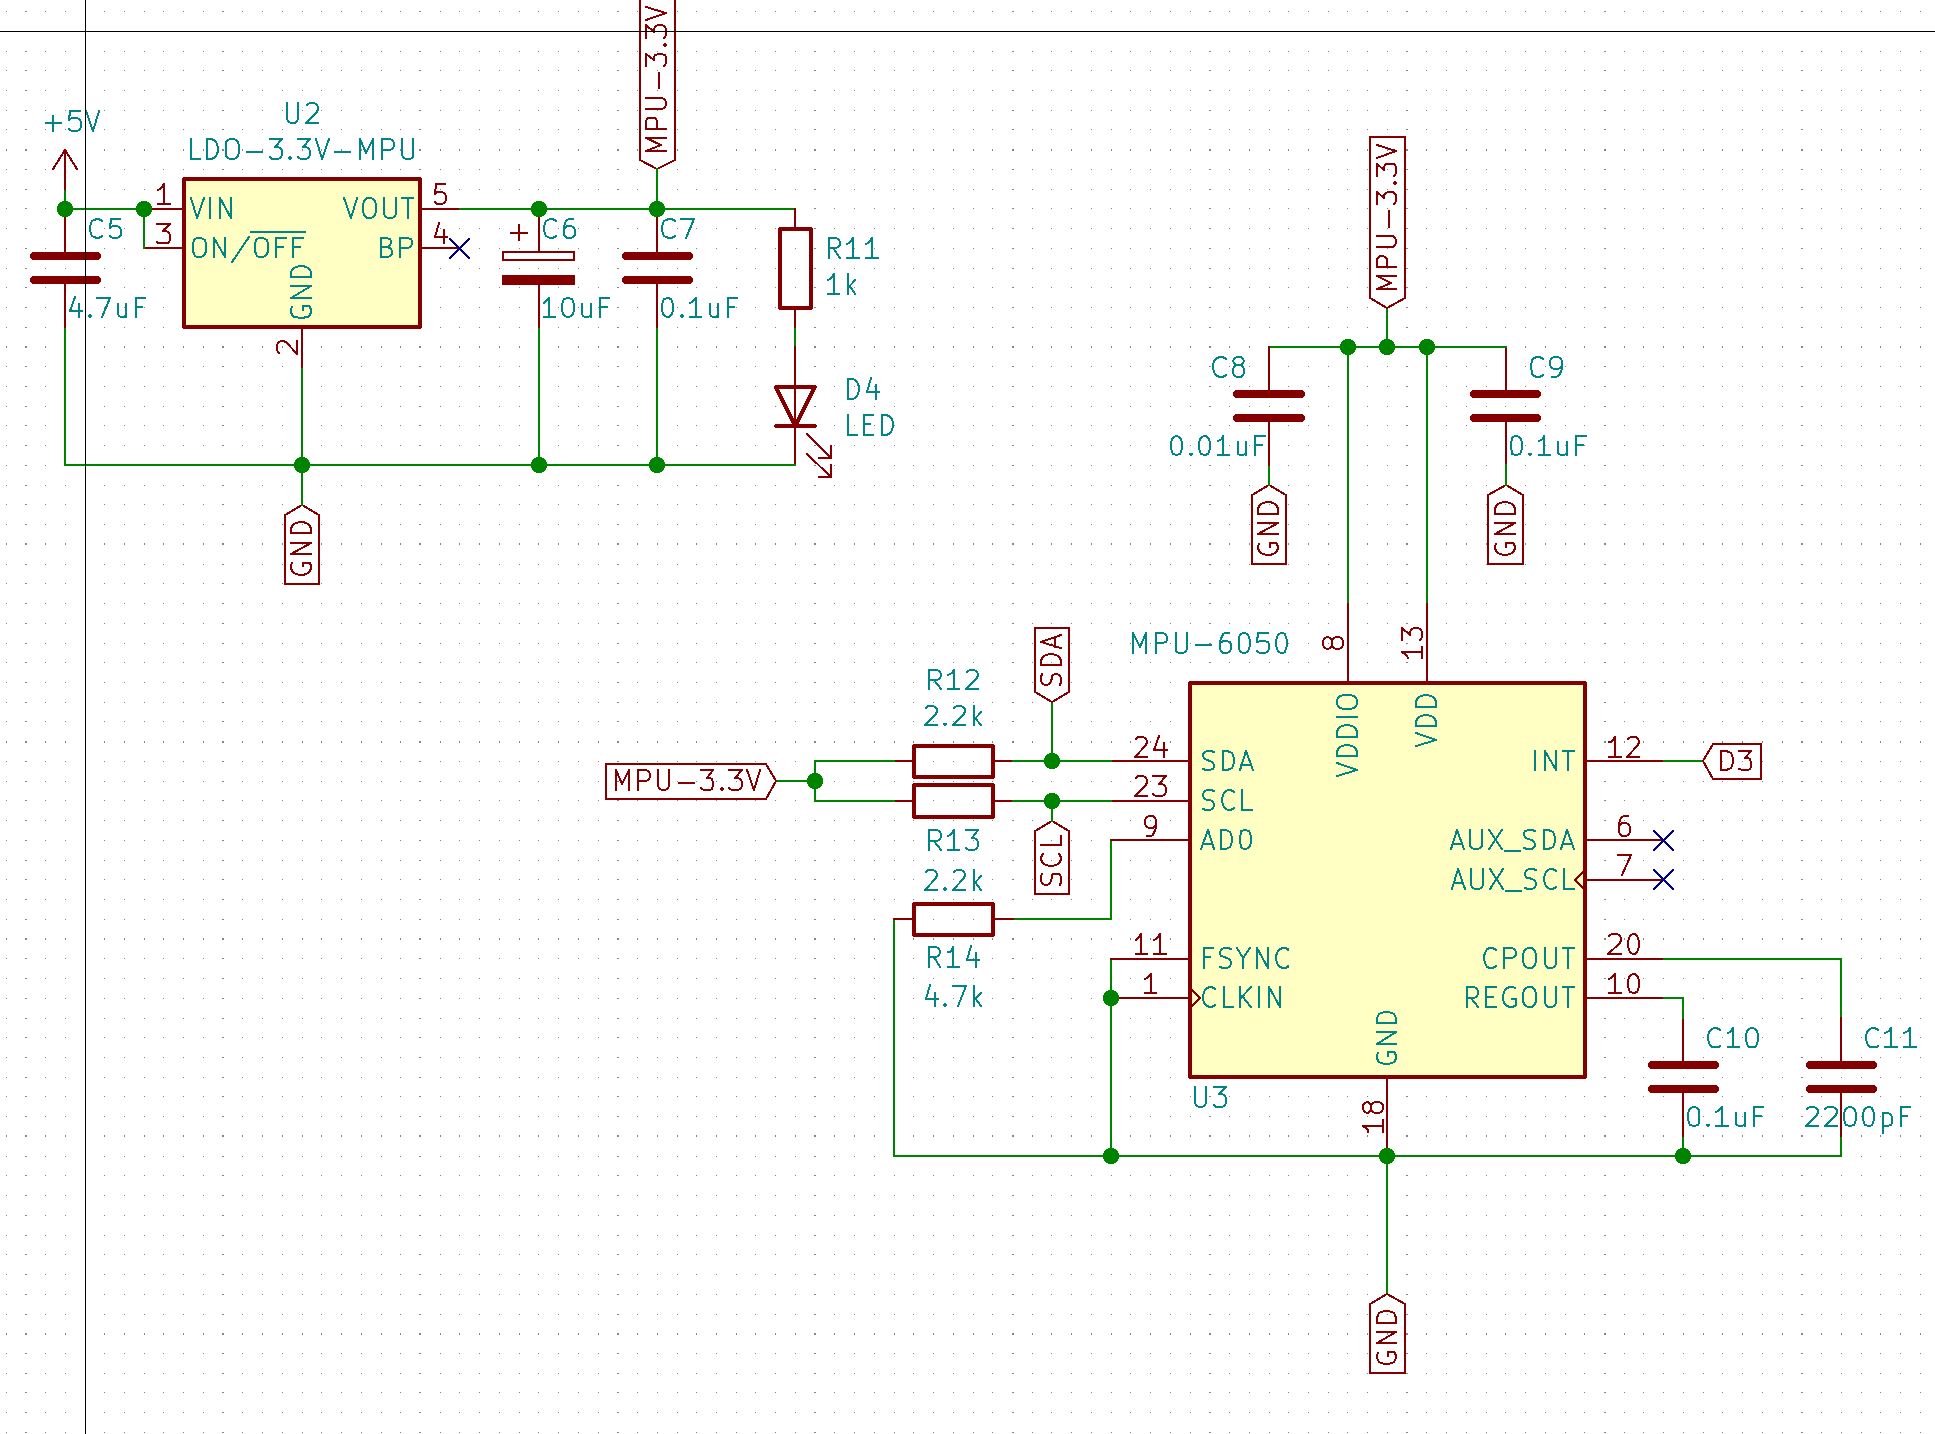 MPU-3.3V
+5V
U2
LDO-3.3V-MPU
1
VIN
VOUT
5
3
ON/OFF
BP
4
GND
2
C5
4.7uF
+
C6
10uF
C7
0.1uF
R11
1k
D4
LED
GND
MPU-3.3V
C8
0.01uF
C9
0.1uF
GND
GND
MPU-6050
8
13
SDA
R12
2.2k
MPU-3.3V
R13
2.2k
SCL
R14
4.7k
24
SDA
23
SCL
9
AD0
11
FSYNC
1
CLKIN
VDDIO
VDD
INT
12
D3
AUX_SDA
6
AUX_SCL
7
CPOUT
20
REGOUT
10
GND
U3
18
C10
0.1uF
C11
2200pF
GND